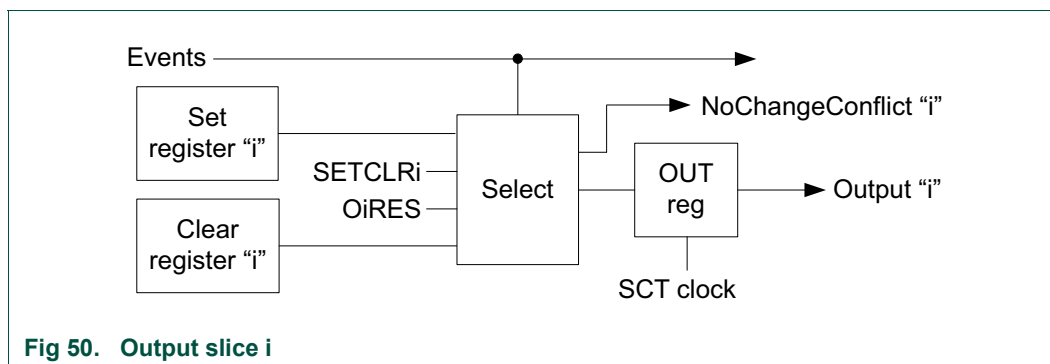 Events
Set
register “i”
NoChangeConflict “i”
SETCLRi
Select
OUT
reg
Output “i”
OiRES
Clear
register “i”
SCT clock
Fig 50. Output slice i